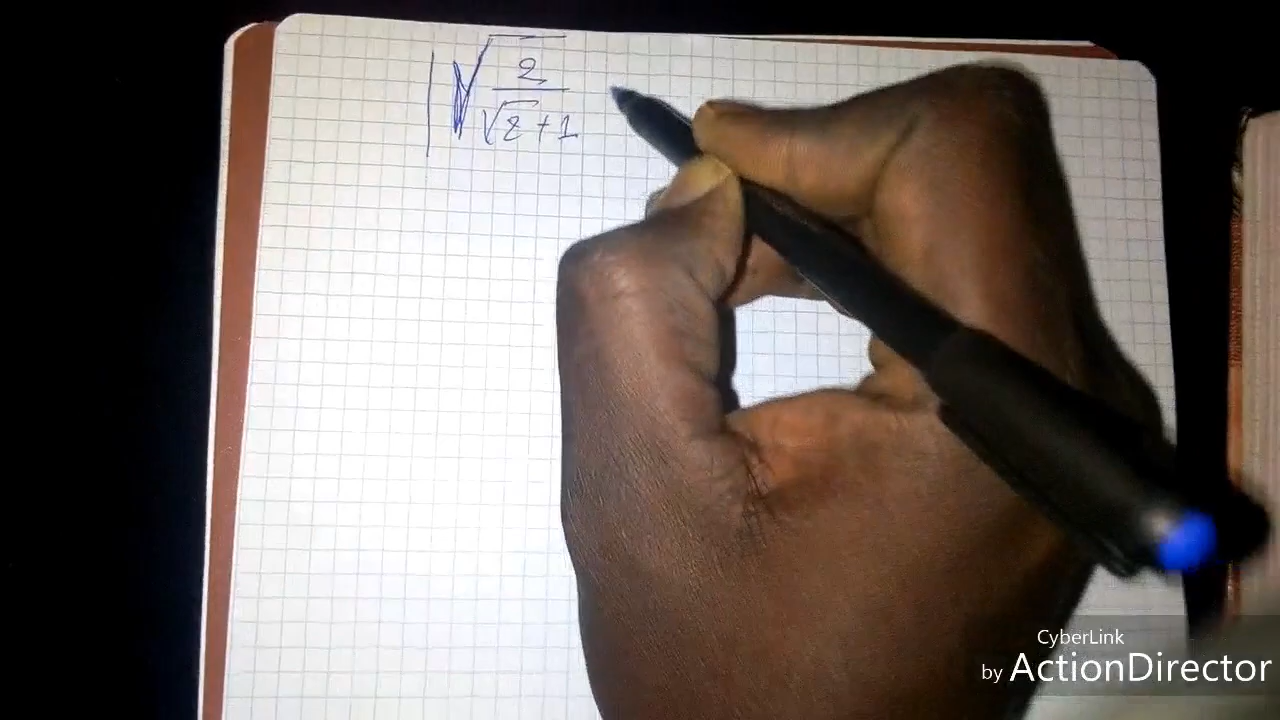 |√(2/(√2+1))
CyberLink
by ActionDirector